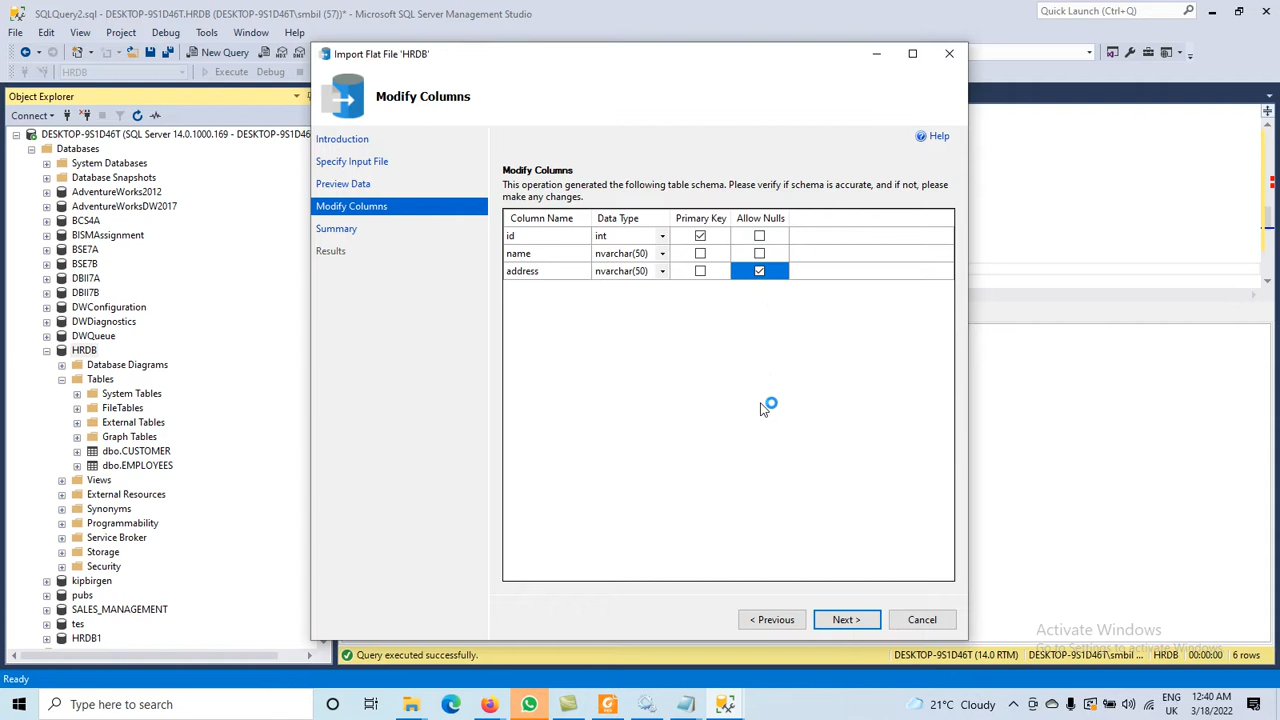 SQLQuery2.sql - DESKTOP-9S1D46T.HRDB (DESKTOP-9S1D46T\smbil (57))* - Microsoft SQL Server Management Studio
Quick Launch (Ctrl+Q)
File Edit View Project Debug Tools Window Help
New Query
HRDB
Execute Debug
Object Explorer
Connect
DESKTOP-9S1D46T (SQL Server 14.0.1000.169 - DESKTOP-9S1D46
Databases
System Databases
Database Snapshots
AdventureWorks2012
AdventureWorksDW2017
BCS4A
BISMAssignment
BSE7A
BSE7B
DBII7A
DBII7B
DWConfiguration
DWDiagnostics
DWQueue
HRDB
Database Diagrams
Tables
System Tables
FileTables
External Tables
Graph Tables
dbo.CUSTOMER
dbo.EMPLOYEES
Views
External Resources
Synonyms
Programmability
Service Broker
Storage
Security
kipbirgen
pubs
SALES_MANAGEMENT
tes
HRDB1
Import Flat File 'HRDB'
Modify Columns
Help
Introduction
Specify Input File
Preview Data
Modify Columns
Summary
Results
Modify Columns
This operation generated the following table schema. Please verify if schema is accurate, and if not, please
make any changes.
Column Name Data Type Primary Key Allow Nulls
id int
name nvarchar(50)
address nvarchar(50)
< Previous Next > Cancel
Activate Windows
Go to Settings to activate Windows.
Query executed successfully. DESKTOP-9S1D46T (14.0 RTM) DESKTOP-9S1D46T\smbil ... HRDB 00:00:00 6 rows
Ready
Type here to search
21°C Cloudy
ENG
UK
12:40 AM
3/18/2022